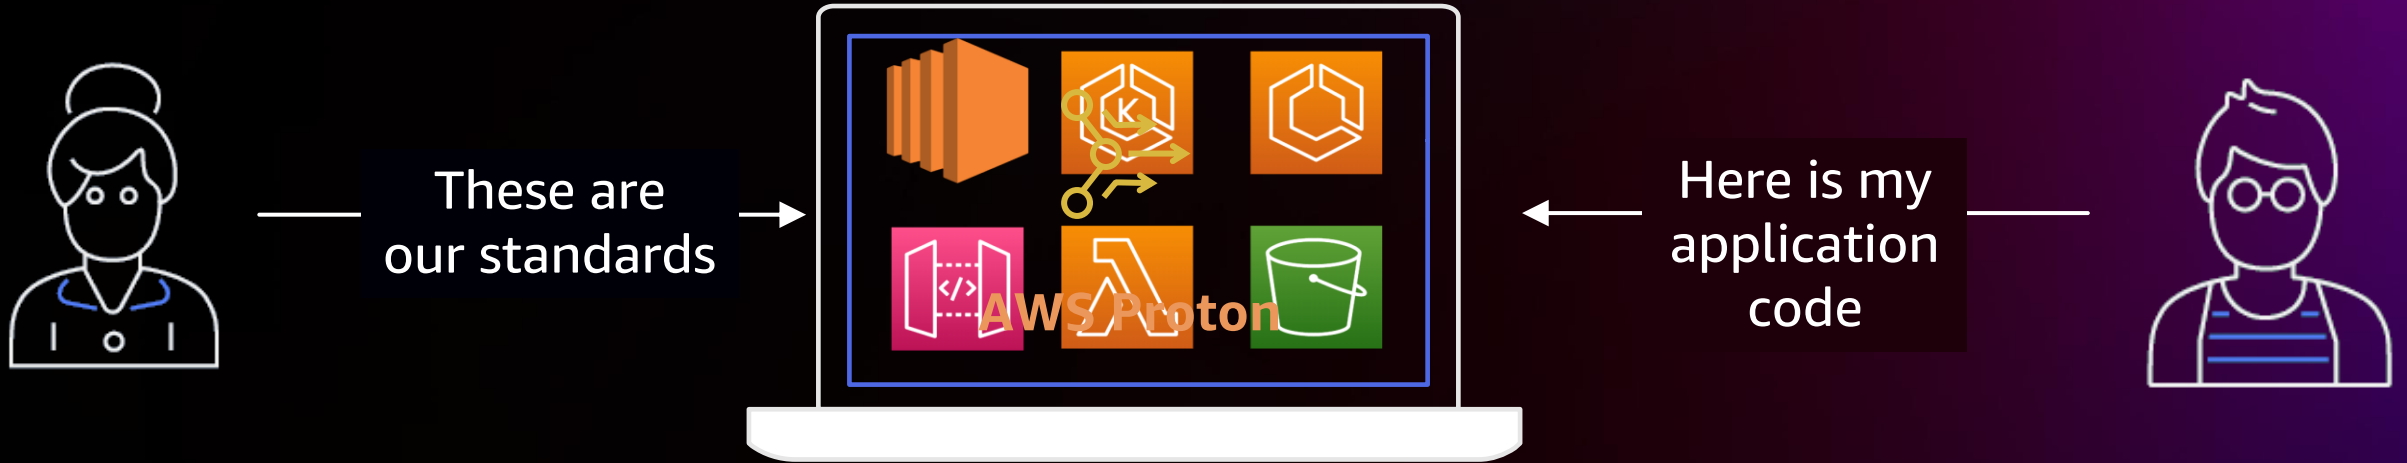 These are
our standards
K
</>
AWS Proton
Here is my
application
code